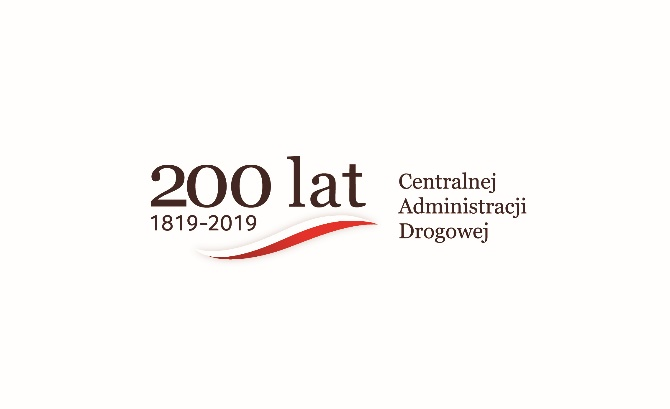 200 lat
1819-2019
Centralnej
Administracji
Drogowej